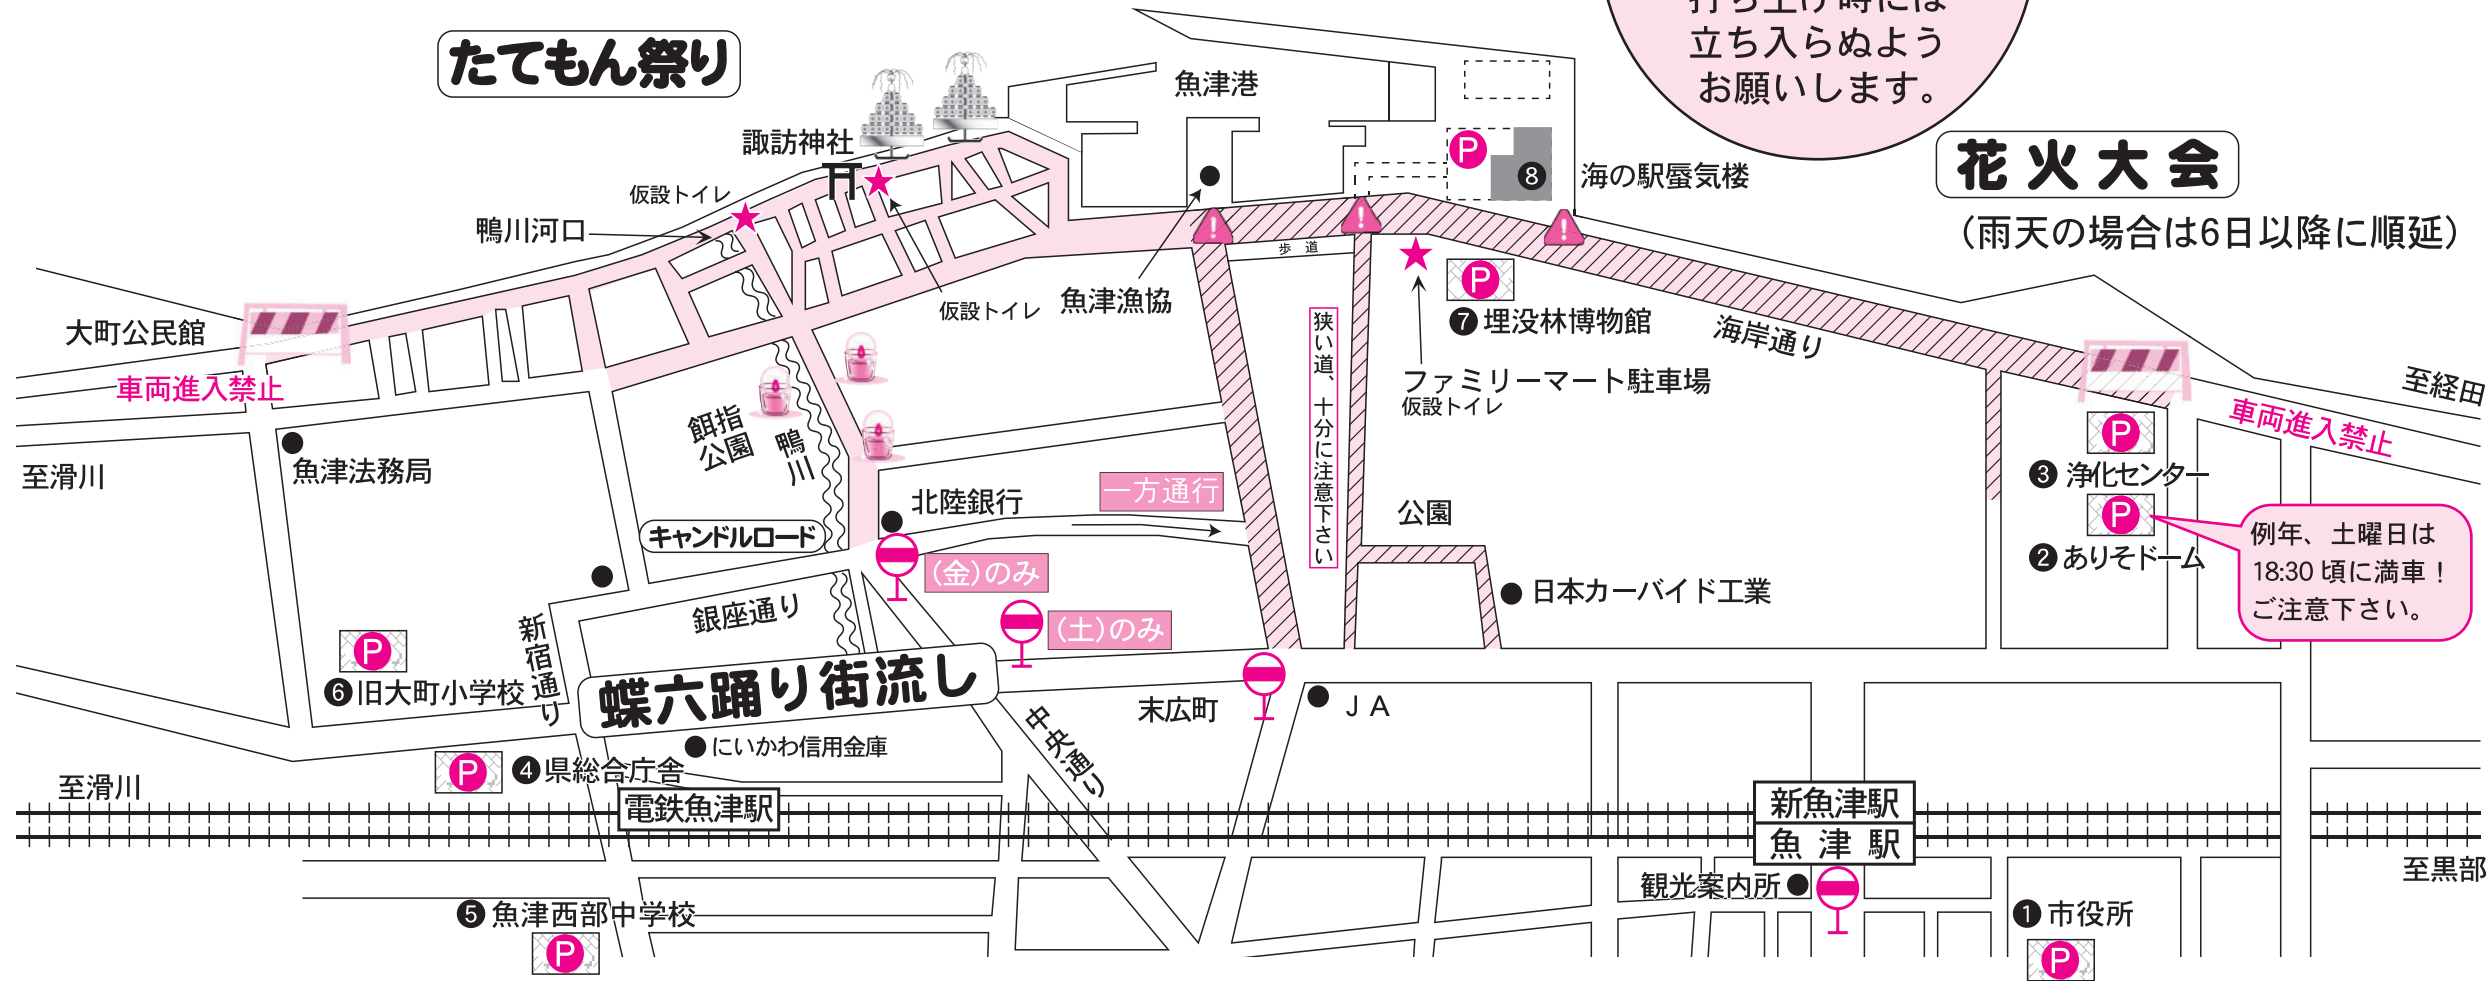 打ち上げ時には
立ち入らぬよう
お願いします。
たてもん祭り
魚津港
諏訪神社
仮設トイレ
鴨川河口
P
8 海の駅蜃気楼
花火大会
（雨天の場合は6日以降に順延）
歩道
仮設トイレ
魚津漁協
P
7 埋没林博物館
海岸通り
大町公民館
車両進入禁止
狭い道、十分に注意下さい
ファミリーマート駐車場
仮設トイレ
至経田
車両進入禁止
餌指
公園
鴨川
至滑川
魚津法務局
P
3 浄化センター
P
2 ありそドーム
例年、土曜日は
18:30 頃に満車！
ご注意下さい。
一方通行
北陸銀行
公園
キャンドルロード
(金)のみ
(土)のみ
日本カーバイド工業
銀座通り
新宿通り
P
6 旧大町小学校
蝶六踊り街流し
末広町
JA
中央通り
にいかわ信用金庫
P
4 県総合庁舎
至滑川
電鉄魚津駅
新魚津駅
魚津駅
至黒部
観光案内所
5 魚津西部中学校
P
1 市役所
P